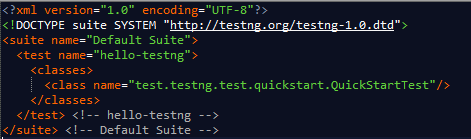 <?xml version="1.0" encoding="UTF-8"?>
<!DOCTYPE suite SYSTEM "http://testng.org/testng-1.0.dtd">
<suite name="Default Suite">
  <test name="hello-testng">
    <classes>
      <class name="test.testng.test.quickstart.QuickStartTest"/>
    </classes>
  </test> <!-- hello-testng -->
</suite> <!-- Default Suite -->